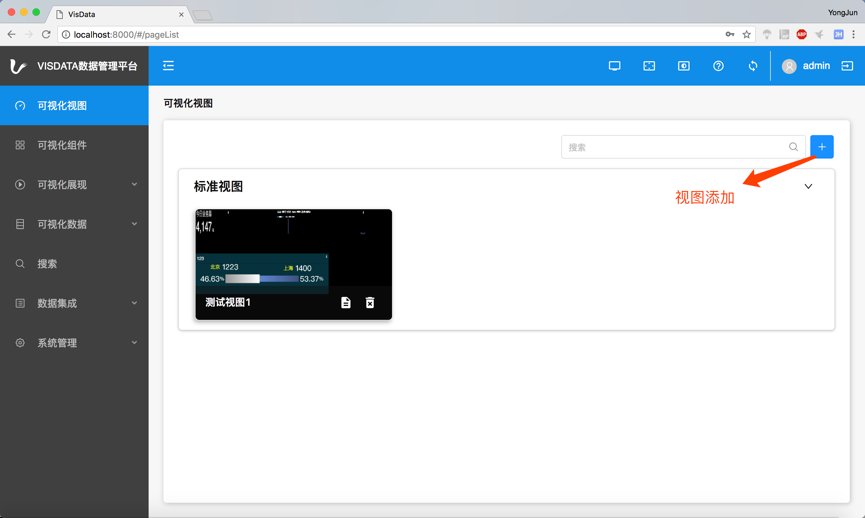 VisData
YongJun
localhost:8000/#/pageList
VISDATA数据管理平台
admin
可视化视图
可视化组件
可视化展现
可视化数据
搜索
数据集成
系统管理
可视化视图
搜索
视图添加
标准视图
4,147
123
北京 1223
上海 1400
46.63%
53.37%
测试视图1